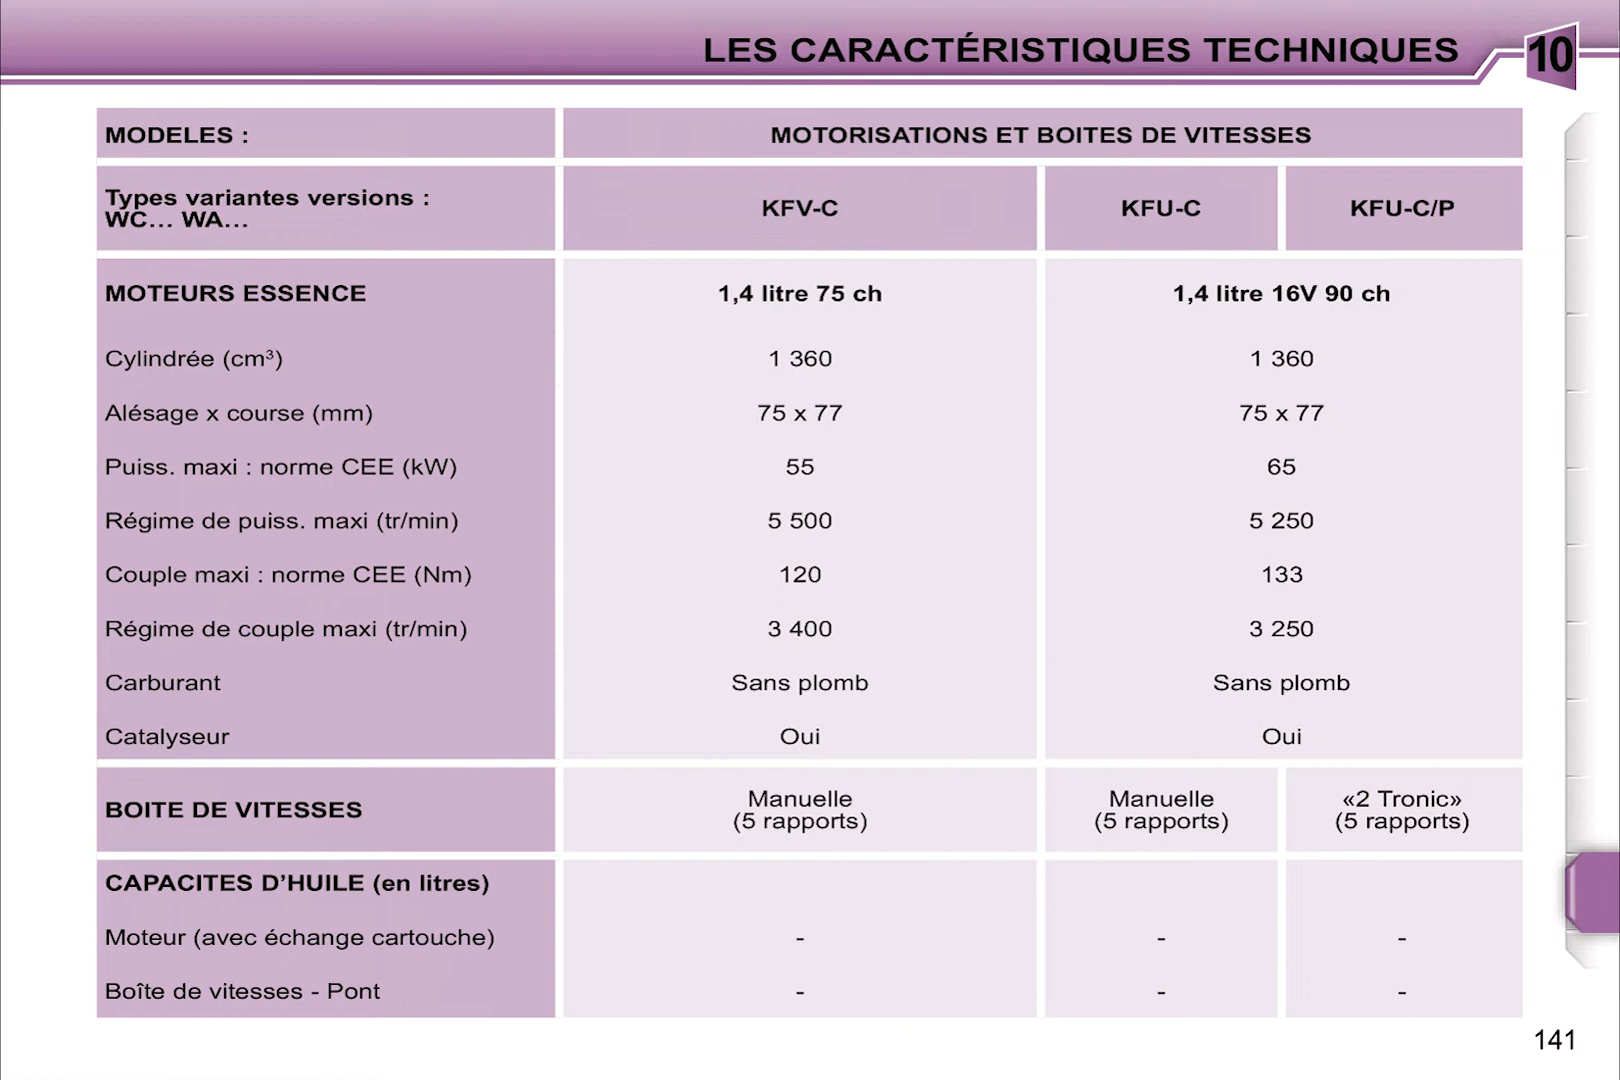 LES CARACTÉRISTIQUES TECHNIQUES 10
MODELES : MOTORISATIONS ET BOITES DE VITESSES
Types variantes versions :
WC… WA… KFV-C KFU-C KFU-C/P
MOTEURS ESSENCE 1,4 litre 75 ch 1,4 litre 16V 90 ch
Cylindrée (cm³) 1 360 1 360
Alésage x course (mm) 75 x 77 75 x 77
Puiss. maxi : norme CEE (kW) 55 65
Régime de puiss. maxi (tr/min) 5 500 5 250
Couple maxi : norme CEE (Nm) 120 133
Régime de couple maxi (tr/min) 3 400 3 250
Carburant Sans plomb Sans plomb
Catalyseur Oui Oui
BOITE DE VITESSES Manuelle (5 rapports) Manuelle (5 rapports) «2 Tronic» (5 rapports)
CAPACITES D’HUILE (en litres)
Moteur (avec échange cartouche) - - -
Boîte de vitesses - Pont - - -
141